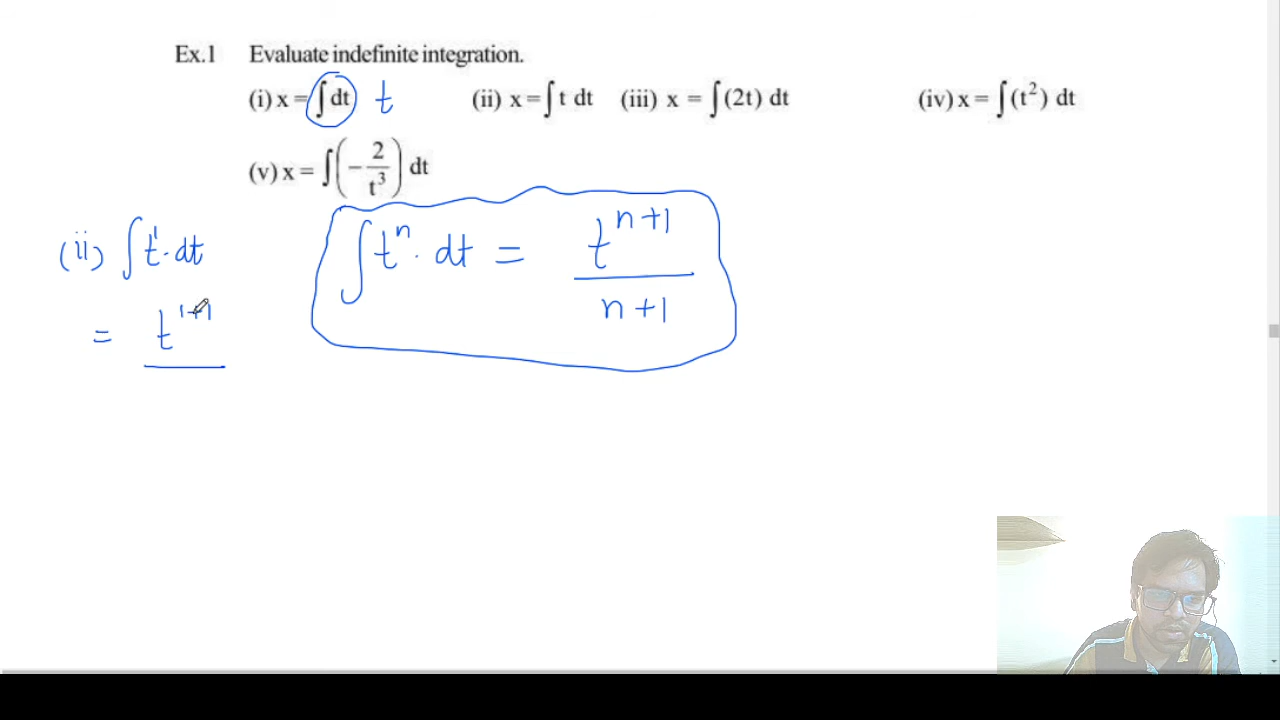 Ex.1 Evaluate indefinite integration.
(i) x = ∫ dt t (ii) x = ∫ t dt (iii) x = ∫ (2t) dt (iv) x = ∫ (t²) dt
(v) x = ∫ (− 2/t³) dt
(ii) ∫ t¹ · dt
= t¹⁺¹
∫ tⁿ · dt = tⁿ⁺¹ / n+1